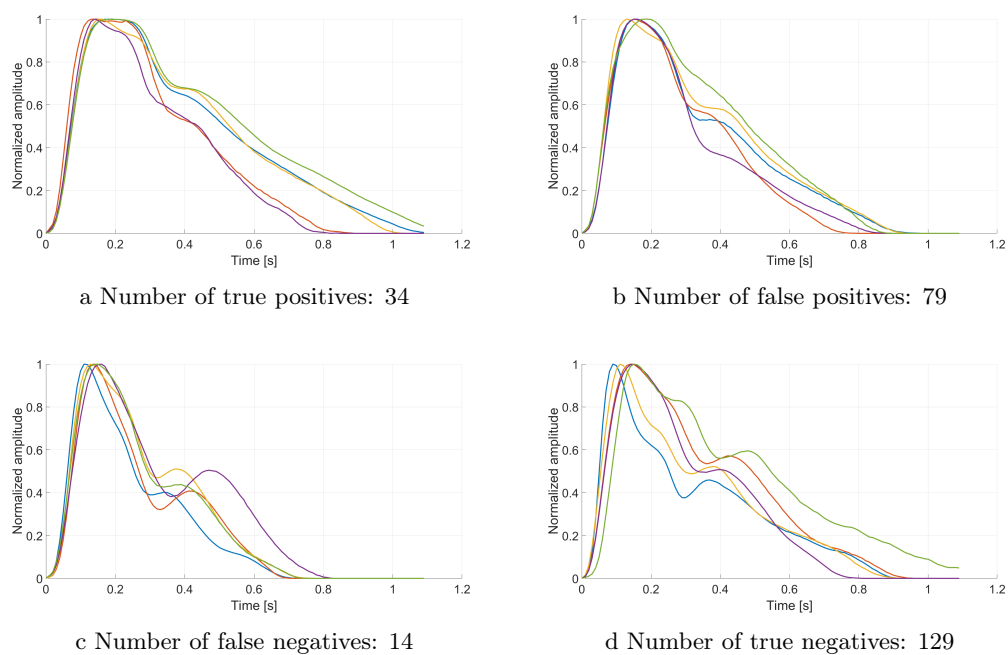 1
0.8
0.6
0.4
0.2
0
Normalized amplitude
0 0.2 0.4 0.6 0.8 1 1.2
Time [s]
a Number of true positives: 34
1
0.8
0.6
0.4
0.2
0
Normalized amplitude
0 0.2 0.4 0.6 0.8 1 1.2
Time [s]
b Number of false positives: 79
1
0.8
0.6
0.4
0.2
0
Normalized amplitude
0 0.2 0.4 0.6 0.8 1 1.2
Time [s]
c Number of false negatives: 14
1
0.8
0.6
0.4
0.2
0
Normalized amplitude
0 0.2 0.4 0.6 0.8 1 1.2
Time [s]
d Number of true negatives: 129